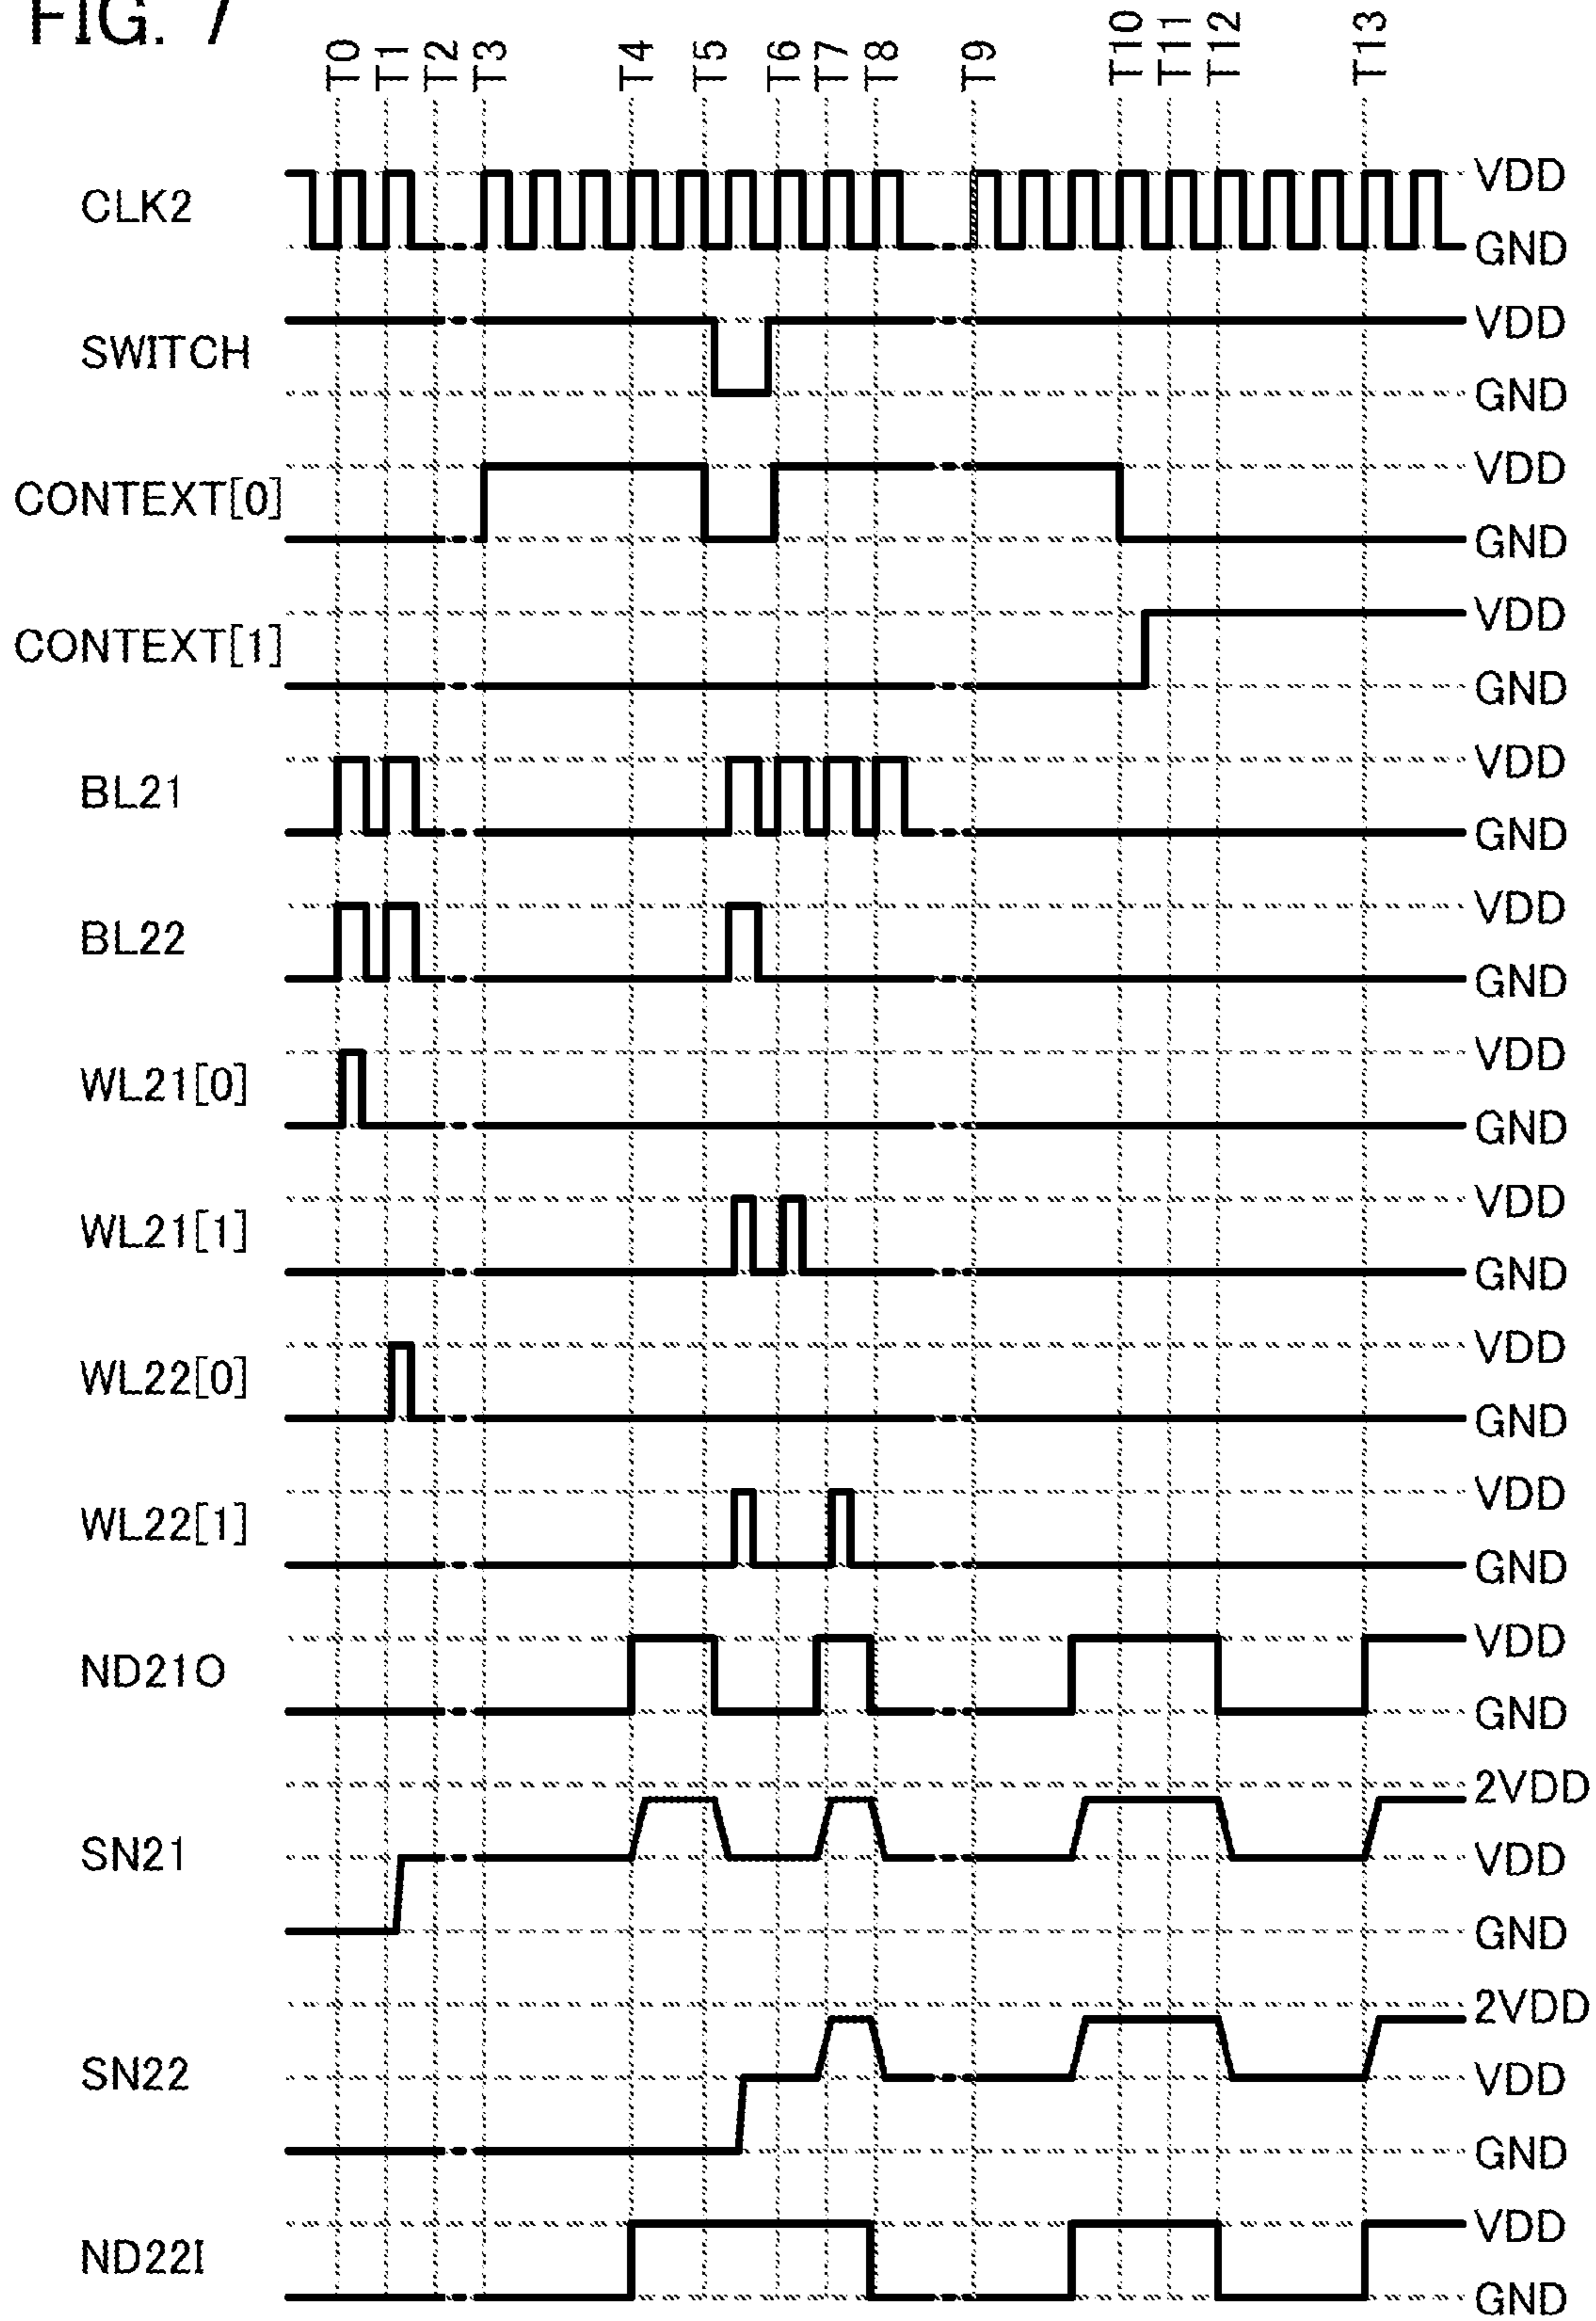 FIG. 7
T0 T1 T2 T3 T4 T5 T6 T7 T8 T9 T10 T11 T12 T13
CLK2 VDD
GND
SWITCH VDD
GND
CONTEXT[0] VDD
GND
CONTEXT[1] VDD
GND
BL21 VDD
GND
BL22 VDD
GND
WL21[0] VDD
GND
WL21[1] VDD
GND
WL22[0] VDD
GND
WL22[1] VDD
GND
ND21O VDD
GND
2VDD
SN21 VDD
GND
2VDD
SN22 VDD
GND
ND22I VDD
GND